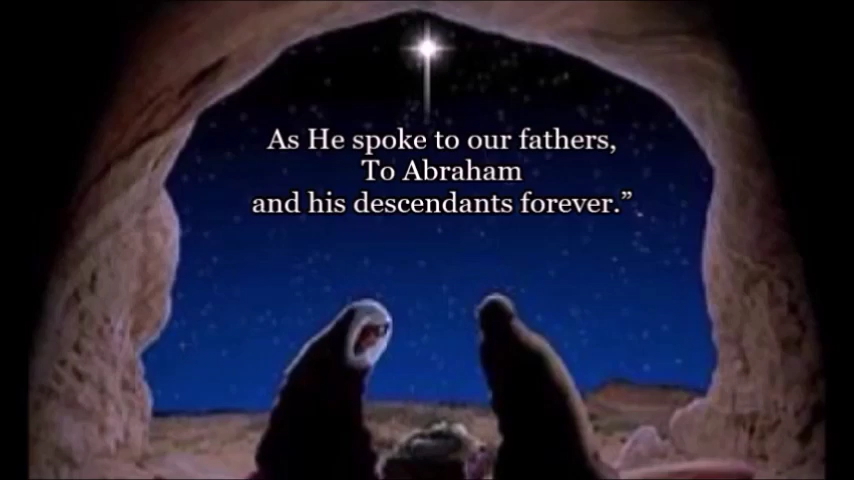 As He spoke to our fathers,
To Abraham
and his descendants forever.”